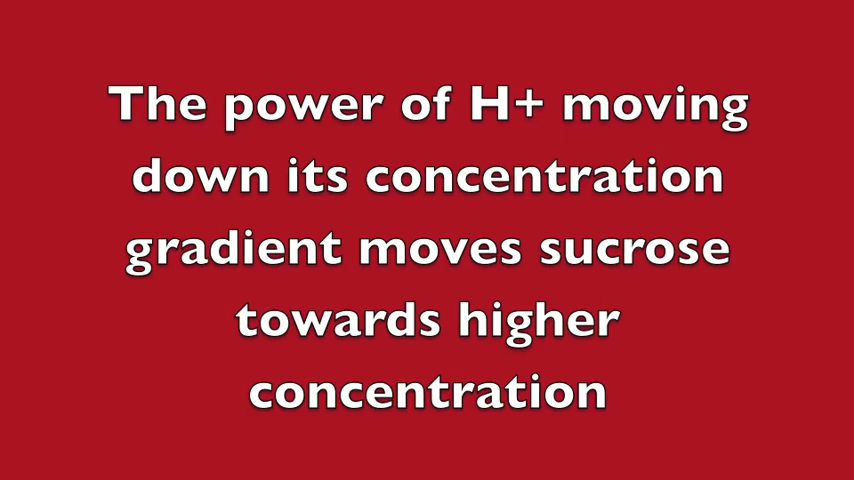 The power of H+ moving
down its concentration
gradient moves sucrose
towards higher
concentration